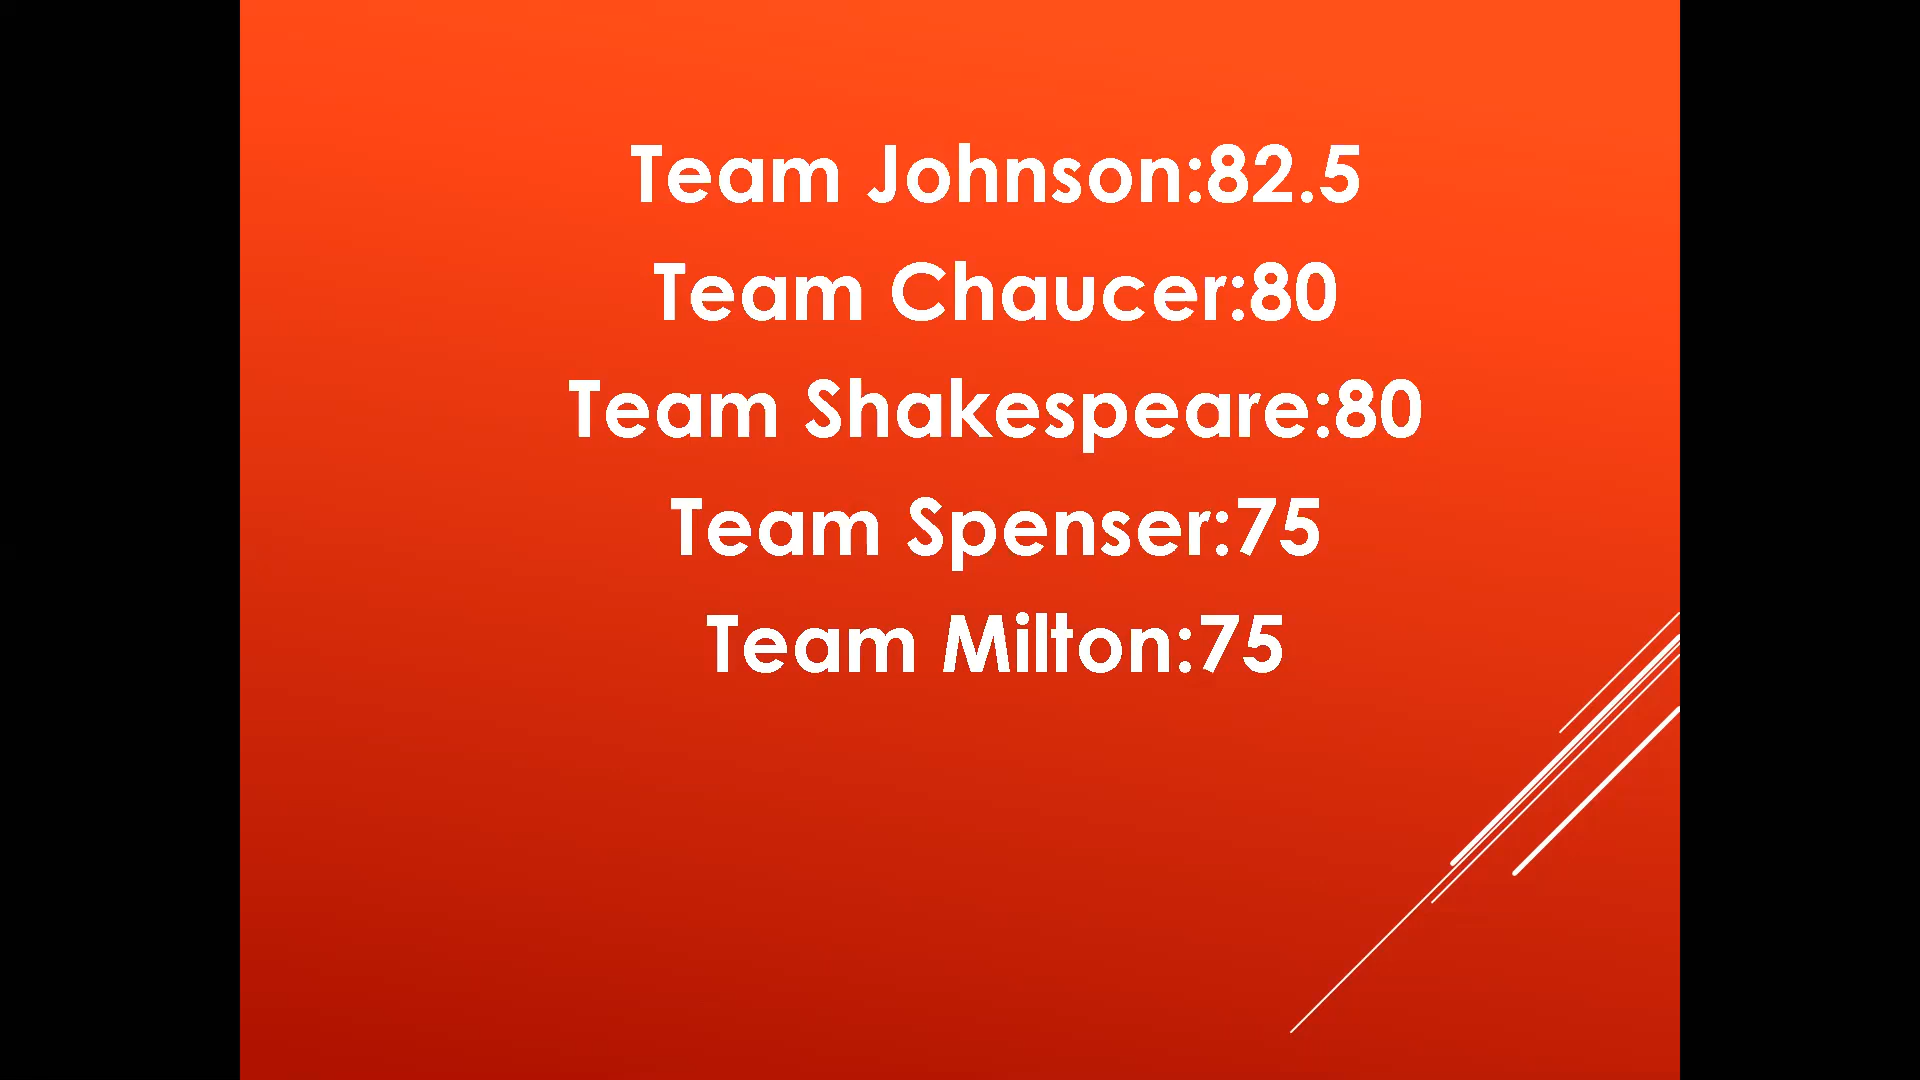 Team Johnson:82.5
Team Chaucer:80
Team Shakespeare:80
Team Spenser:75
Team Milton:75